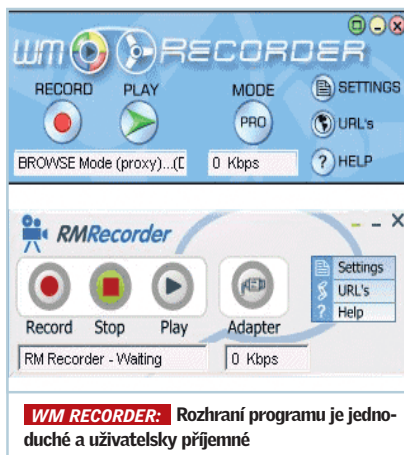 WM RECORDER
RECORD PLAY MODE SETTINGS
PRO
URL's
BROWSE Mode (proxy)...(D 0 Kbps ? HELP
RMRecorder
Settings
URL's
? Help
Record Stop Play Adapter
RM Recorder - Waiting 0 Kbps
WM RECORDER: Rozhraní programu je jedno-
duché a uživatelsky příjemné